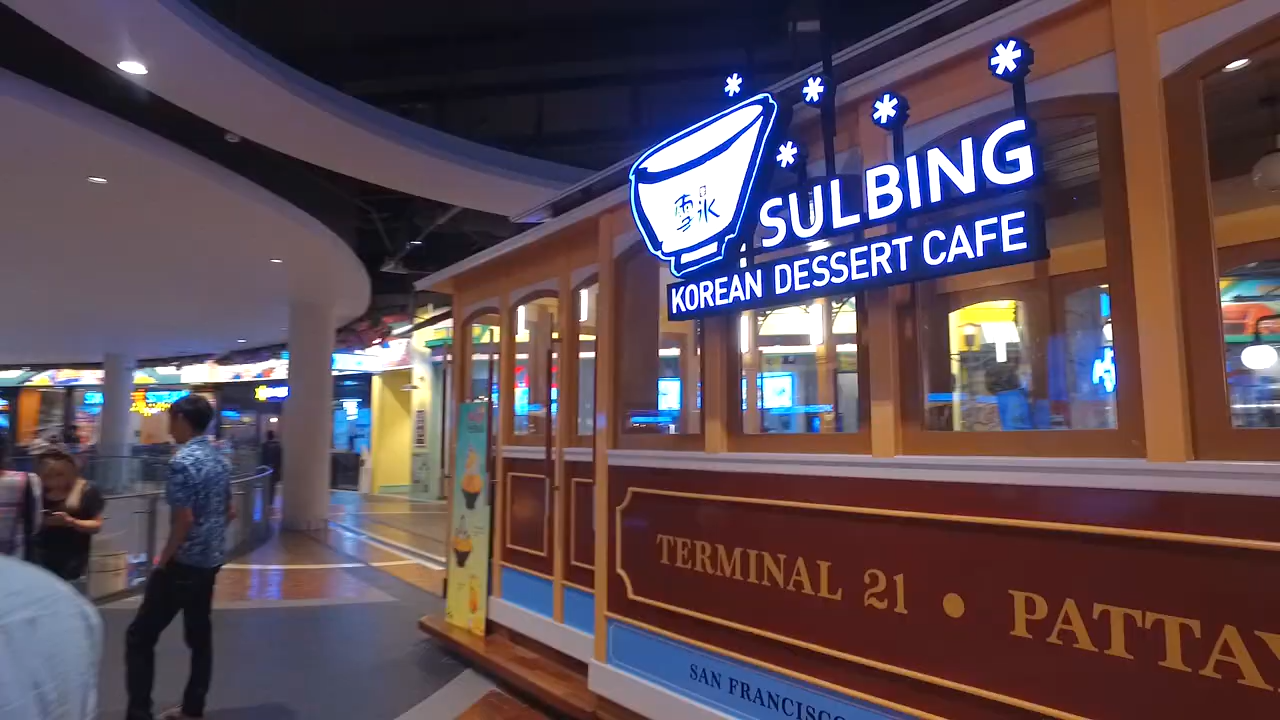 雪氷
SULBING
KOREAN DESSERT CAFE
TERMINAL 21 • PATTAY
SAN FRANCISCO